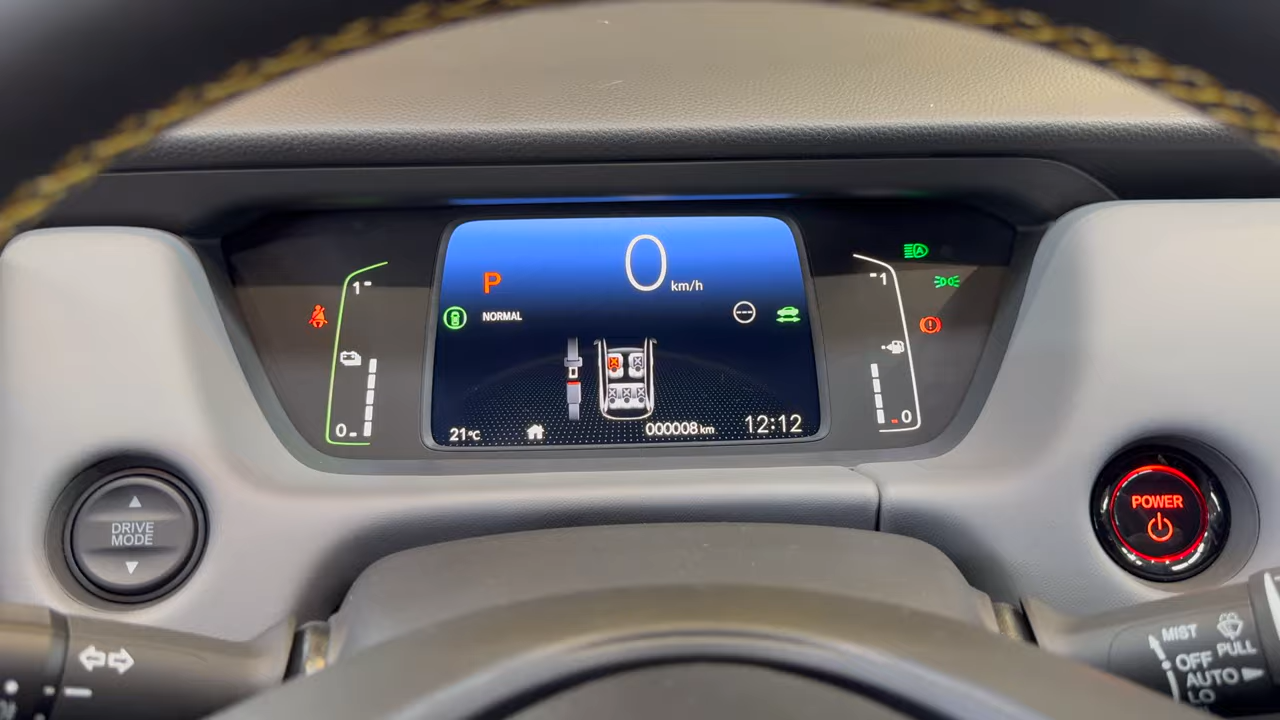 0
km/h
P
NORMAL
1
0
1
0
A
21°C
000008 km
12:12
DRIVE
MODE
POWER
MIST
OFF PULL
AUTO
LO